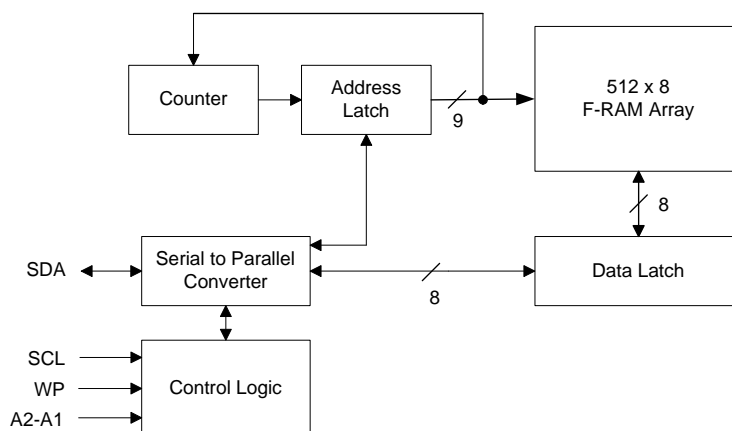 Counter
Address
Latch
9
512 x 8
F-RAM Array
8
SDA
Serial to Parallel
Converter
8
Data Latch
SCL
WP
A2-A1
Control Logic